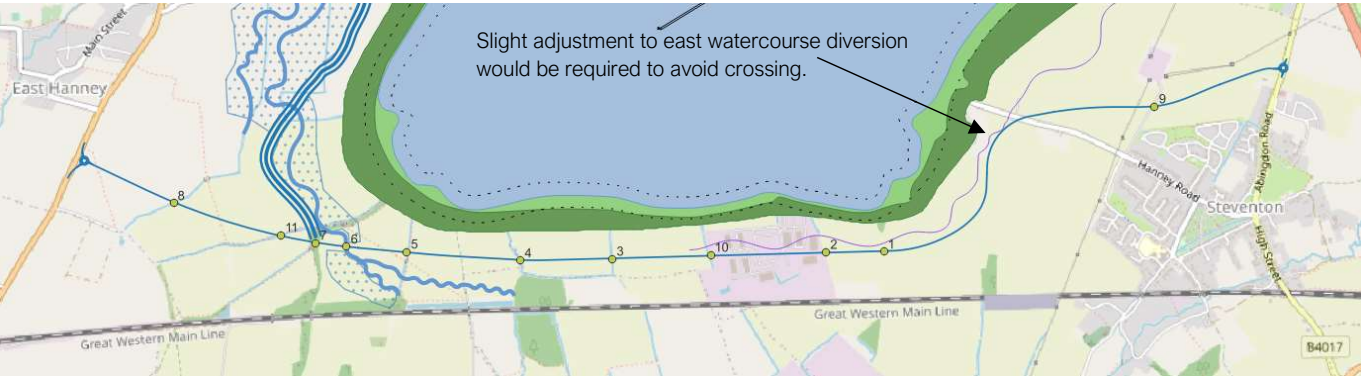 Slight adjustment to east watercourse diversion
would be required to avoid crossing.
Main Street
East Hanney
9
Hanney Road
Abingdon Road
Steventon
High Street
8
11
7
6
5
4
3
10
2
1
Great Western Main Line
Great Western Main Line
B4017